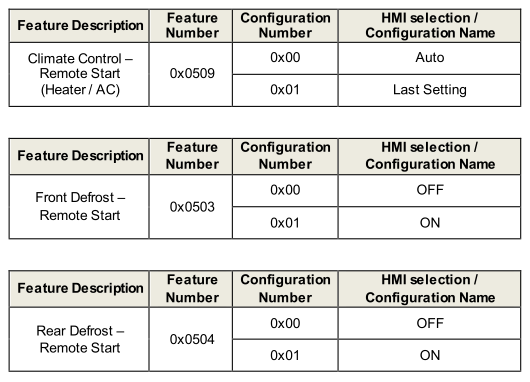 Feature Description Feature Number Configuration Number HMI selection / Configuration Name
Climate Control –
Remote Start
(Heater / AC)
0x0509
0x00 Auto
0x01 Last Setting
Feature Description Feature Number Configuration Number HMI selection / Configuration Name
Front Defrost –
Remote Start
0x0503
0x00 OFF
0x01 ON
Feature Description Feature Number Configuration Number HMI selection / Configuration Name
Rear Defrost –
Remote Start
0x0504
0x00 OFF
0x01 ON